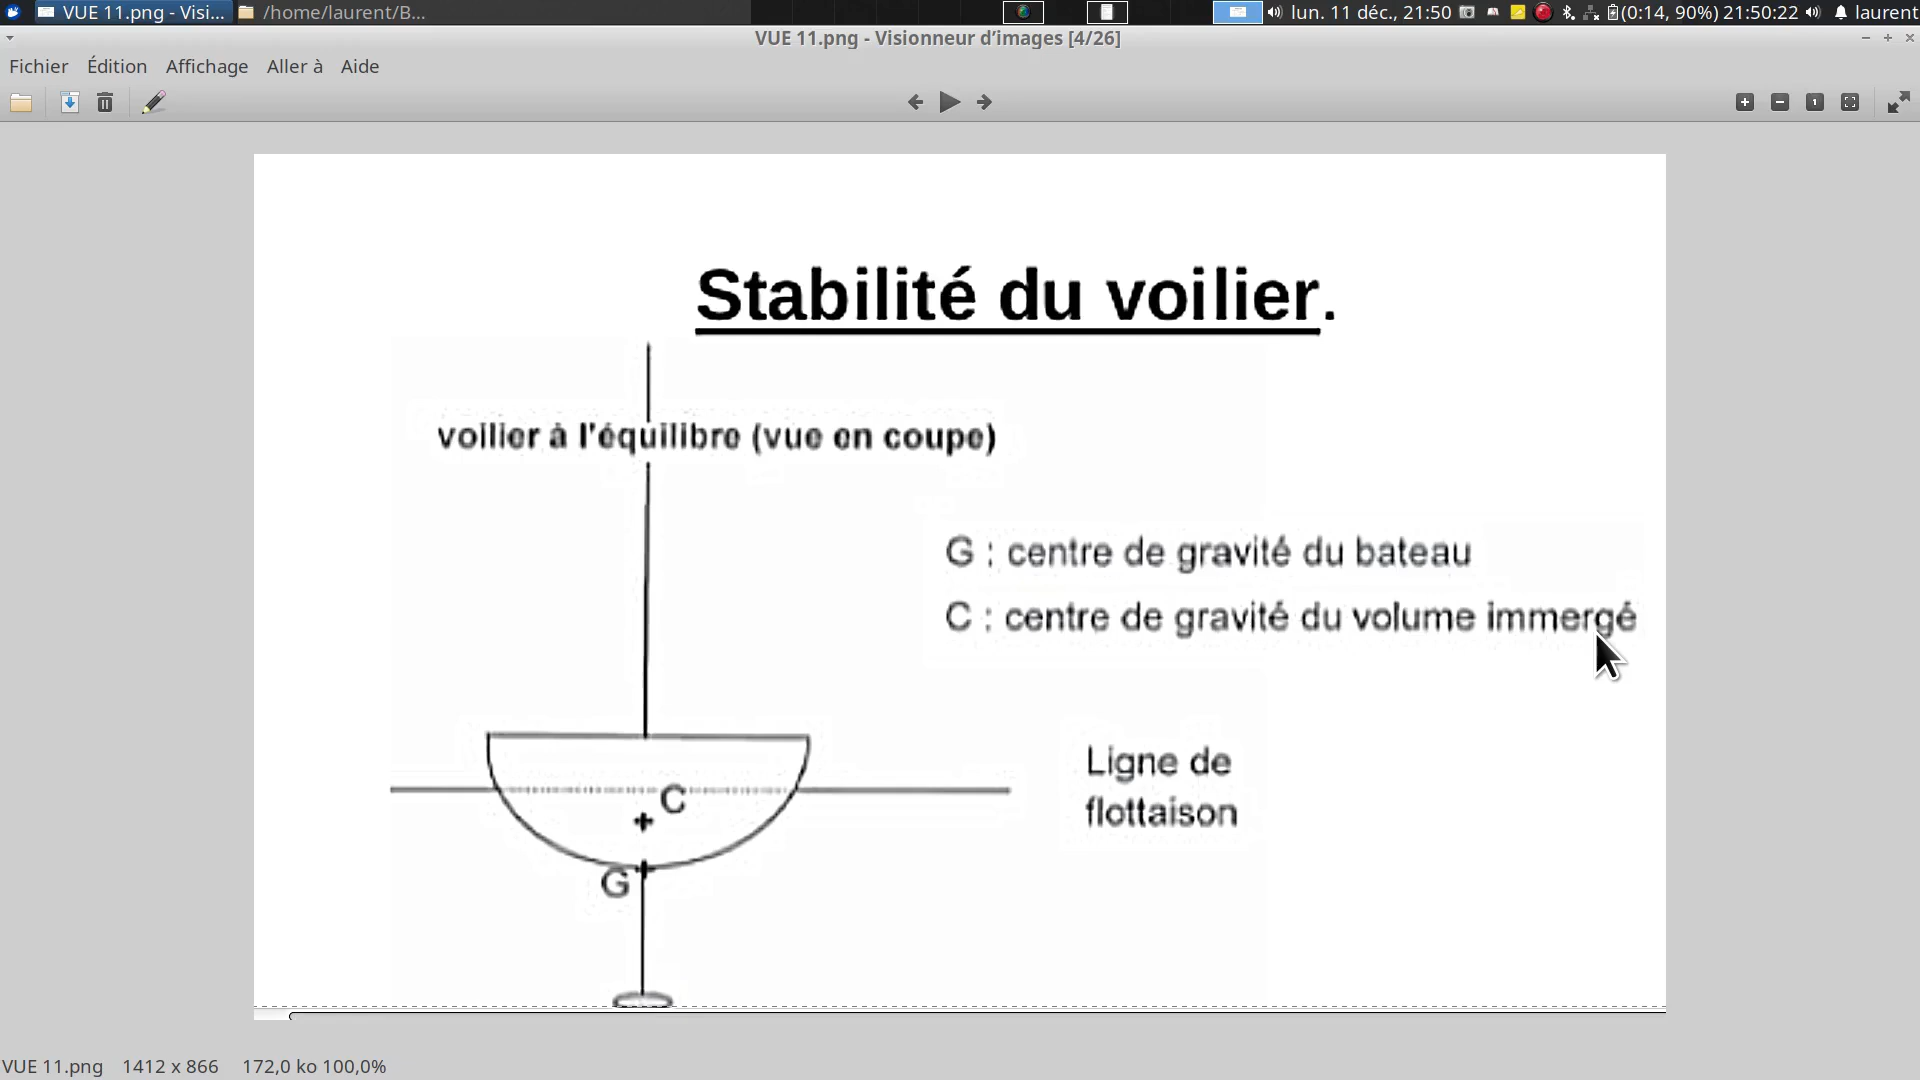 VUE 11.png - Visi...
/home/laurent/B...
lun. 11 déc., 21:50
(0:14, 90%) 21:50:22
laurent
VUE 11.png - Visionneur d'images [4/26]
Fichier Édition Affichage Aller à Aide
1
Stabilité du voilier.
voilier à l'équilibre (vue en coupe)
G : centre de gravité du bateau
C : centre de gravité du volume immergé
Ligne de
flottaison
C
G
VUE 11.png 1412 x 866 172,0 ko 100,0%